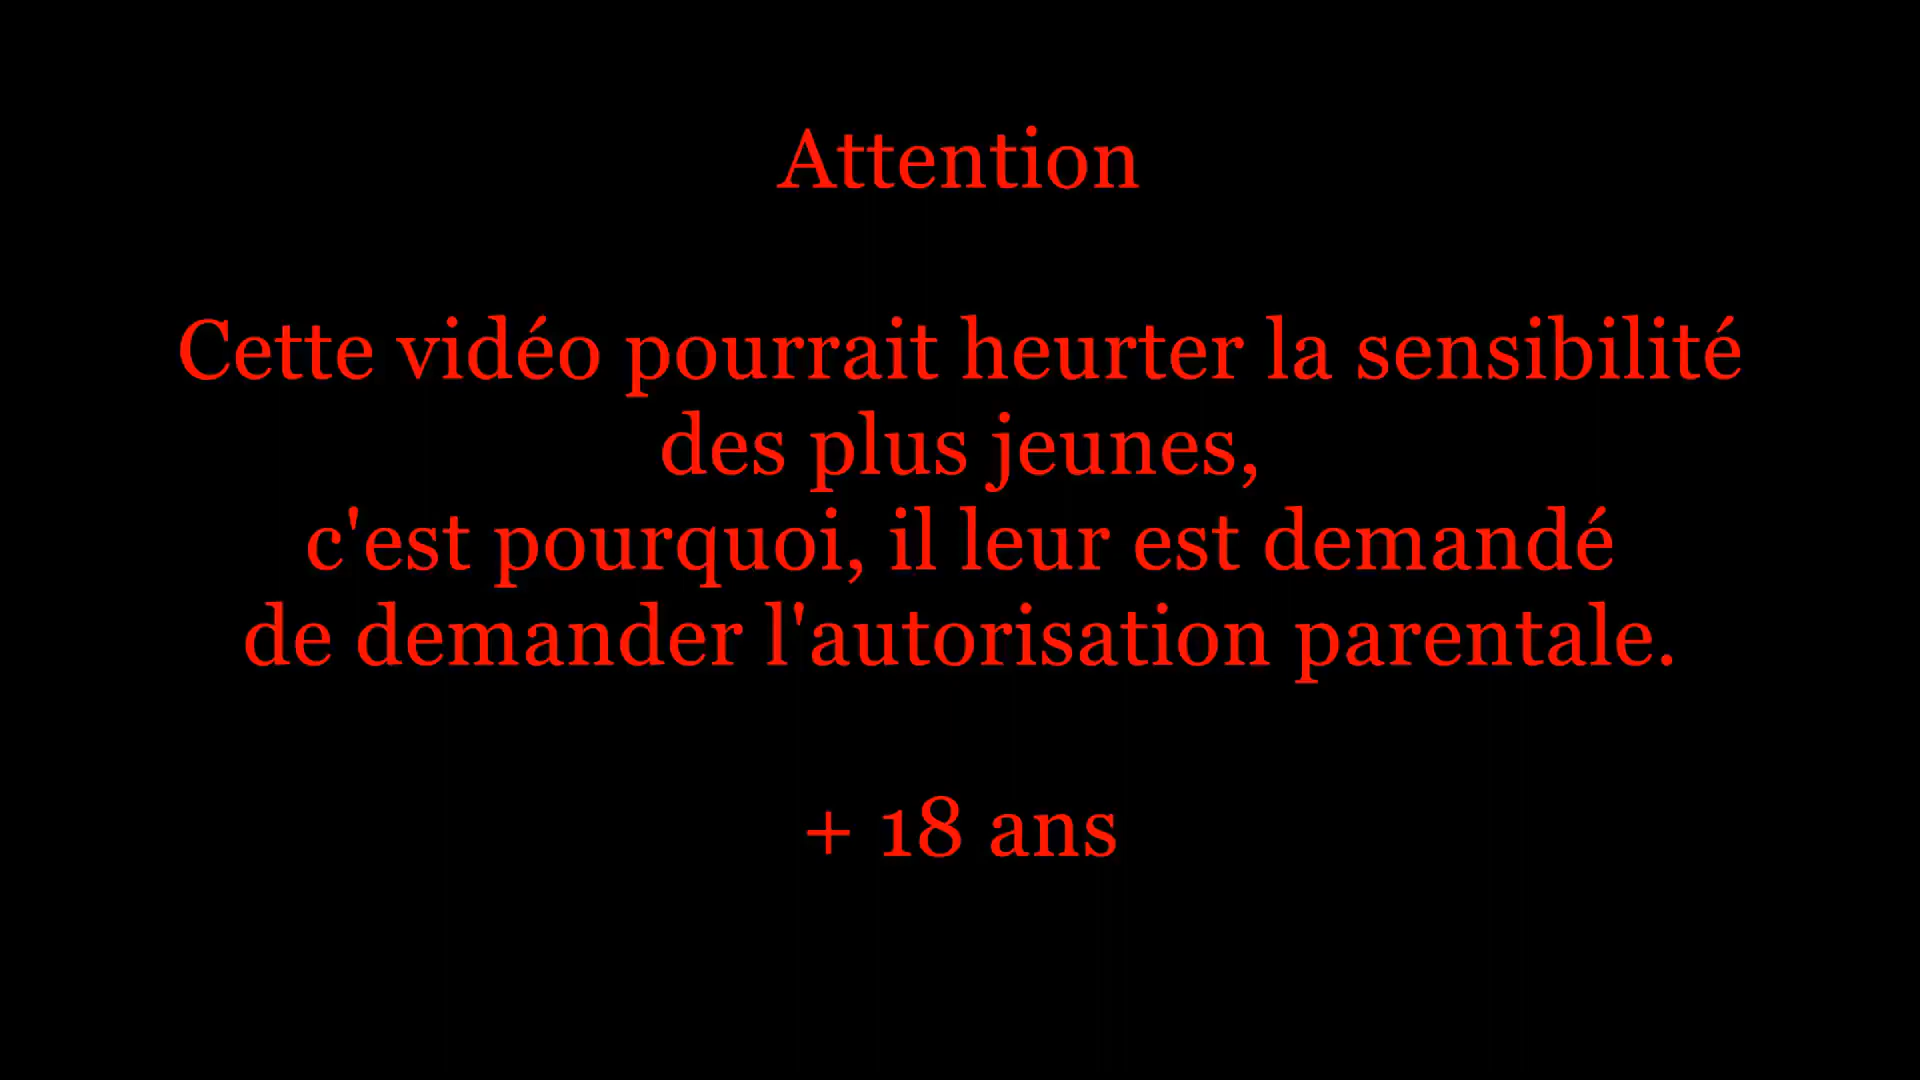 Attention
Cette vidéo pourrait heurter la sensibilité
des plus jeunes,
c'est pourquoi, il leur est demandé
de demander l'autorisation parentale.
+ 18 ans